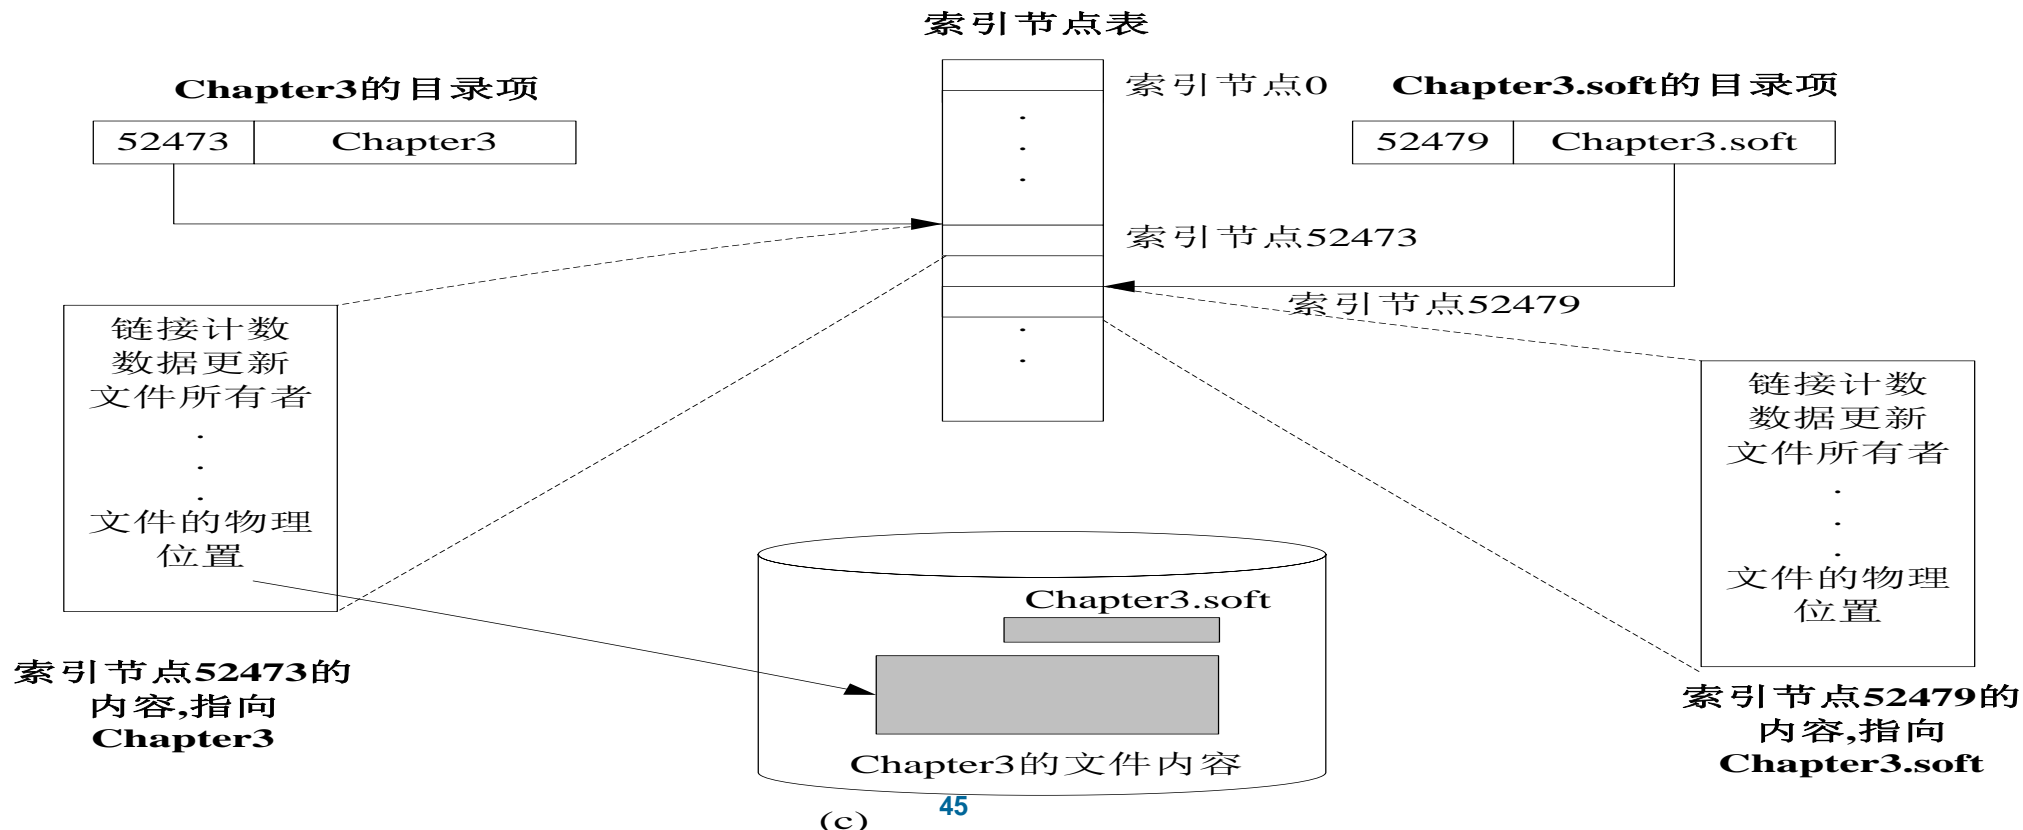 索引节点表
Chapter3的目录项
52473 Chapter3
索引节点0
Chapter3.soft的目录项
52479 Chapter3.soft
索引节点52473
索引节点52479
链接计数
数据更新
文件所有者
.
.
.
文件的物理
位置
索引节点52473的
内容,指向
Chapter3
Chapter3.soft
Chapter3的文件内容
链接计数
数据更新
文件所有者
.
.
.
文件的物理
位置
索引节点52479的
内容,指向
Chapter3.soft
45
(c)